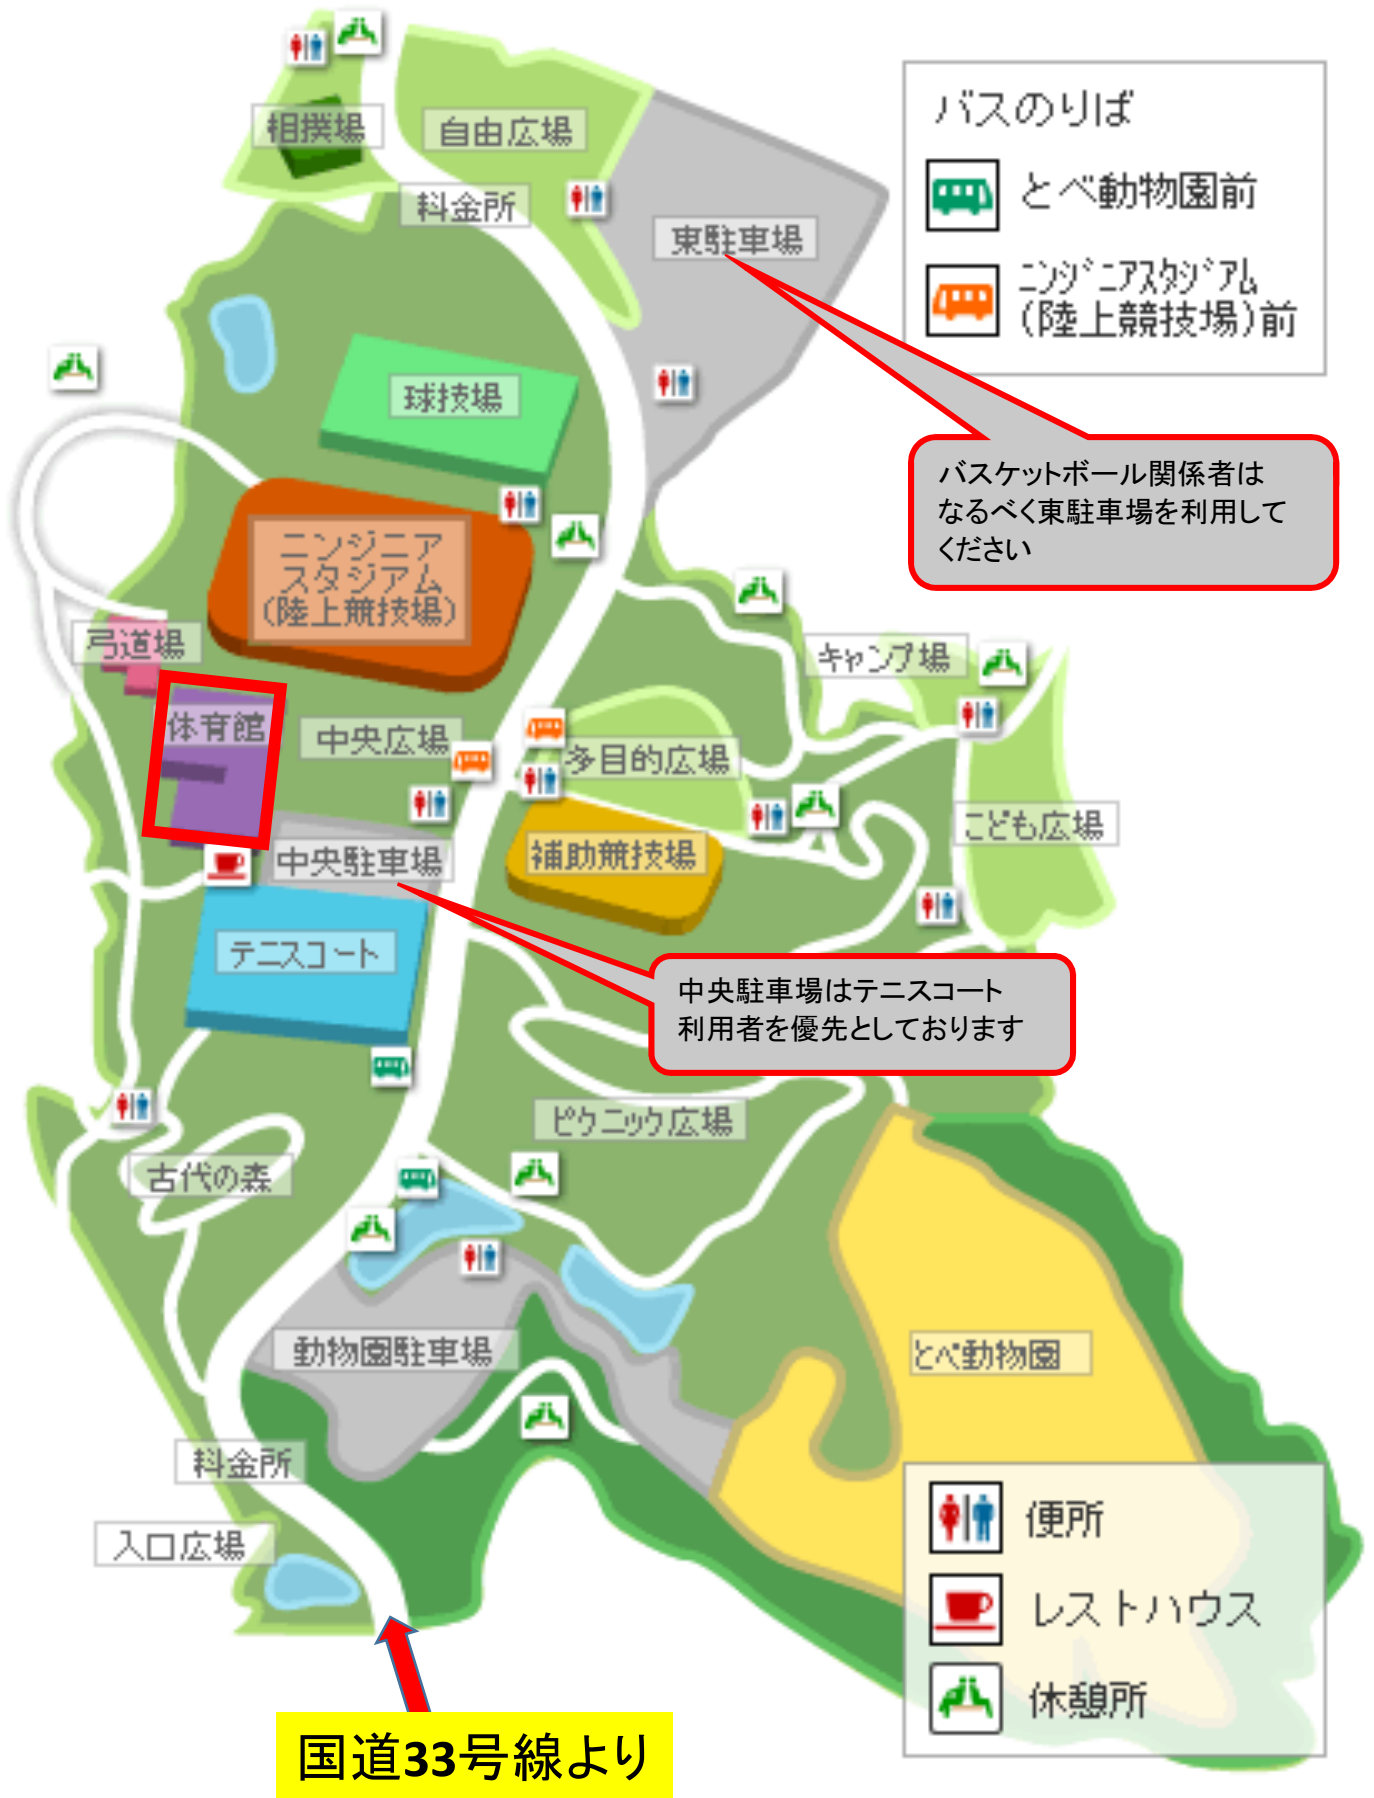 相撲場
自由広場
料金所
東駐車場
バスのりば
とべ動物園前
ニンジニアスタジアム
(陸上競技場)前
球技場
バスケットボール関係者は
なるべく東駐車場を利用して
ください
ニンジニア
スタジアム
(陸上競技場)
弓道場
キャンプ場
体育館
中央広場
多目的広場
こども広場
中央駐車場
補助競技場
テニスコート
中央駐車場はテニスコート
利用者を優先としております
ピクニック広場
古代の森
動物園駐車場
とべ動物園
料金所
入口広場
便所
レストハウス
休憩所
国道33号線より